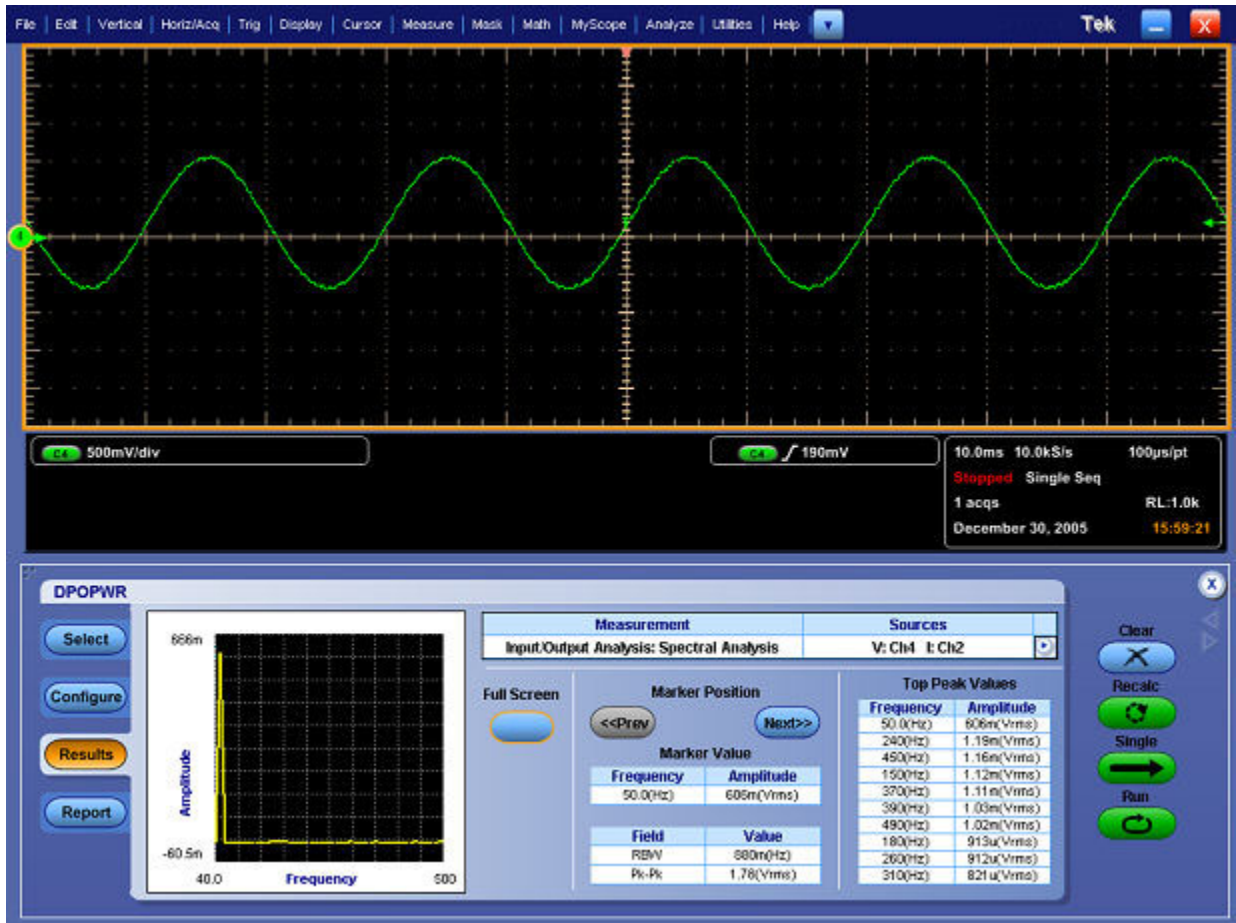 File | Edit | Vertical | Horiz/Acq | Trig | Display | Cursor | Measure | Mask | Math | MyScope | Analyze | Utilities | Help Tek X
4
C4 500mV/div
C4 190mV
10.0ms 10.0kS/s 100µs/pt
Stopped Single Seq
1 acqs RL:1.0k
December 30, 2005 15:59:21
DPOPWR
X
Select
Configure
Results
Report
666m
Amplitude
-60.5m
40.0 Frequency 500
Measurement Sources
Input/Output Analysis: Spectral Analysis V: Ch4 I: Ch2
Full Screen
Marker Position
<<Prev Next>>
Marker Value
Frequency Amplitude
50.0(Hz) 606m(Vrms)
Field Value
RBW 880m(Hz)
Pk-Pk 1.78(Vrms)
Top Peak Values
Frequency Amplitude
50.0(Hz) 606m(Vrms)
240(Hz) 1.19m(Vrms)
450(Hz) 1.16m(Vrms)
150(Hz) 1.12m(Vrms)
370(Hz) 1.11m(Vrms)
390(Hz) 1.03m(Vrms)
490(Hz) 1.02m(Vrms)
180(Hz) 913u(Vrms)
260(Hz) 912u(Vrms)
310(Hz) 821u(Vrms)
Clear
Recalc
Single
Run